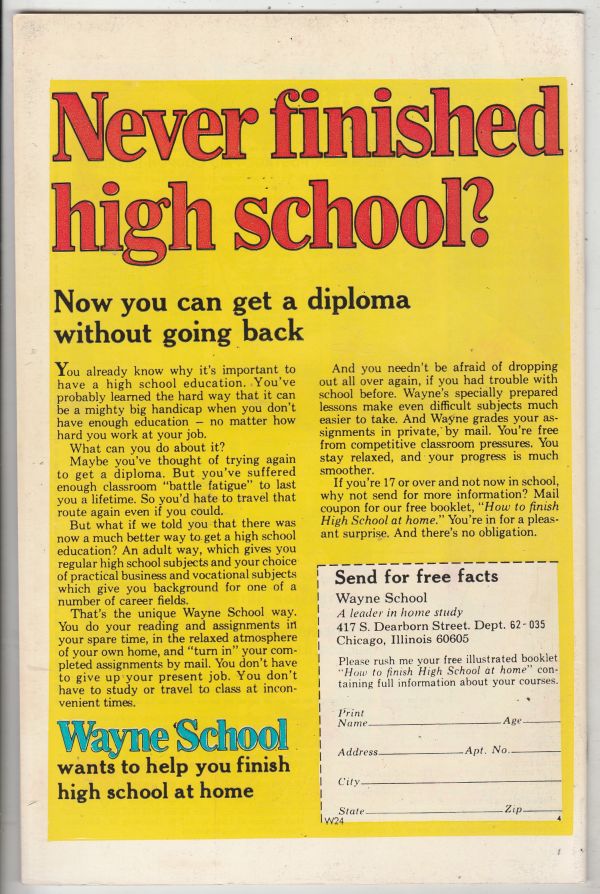 Never finished
high school?
Now you can get a diploma
without going back
You already know why it's important to
have a high school education. You've
probably learned the hard way that it can
be a mighty big handicap when you don't
have enough education — no matter how
hard you work at your job.
What can you do about it?
Maybe you've thought of trying again
to get a diploma. But you've suffered
enough classroom "battle fatigue" to last
you a lifetime. So you'd hate to travel that
route again even if you could.
But what if we told you that there was
now a much better way to get a high school
education? An adult way, which gives you
regular high school subjects and your choice
of practical business and vocational subjects
which give you background for one of a
number of career fields.
That's the unique Wayne School way.
You do your reading and assignments in
your spare time, in the relaxed atmosphere
of your own home, and "turn in" your com-
pleted assignments by mail. You don't have
to give up your present job. You don't
have to study or travel to class at incon-
venient times.
Wayne School
wants to help you finish
high school at home
And you needn't be afraid of dropping
out all over again, if you had trouble with
school before. Wayne's specially prepared
lessons make even difficult subjects much
easier to take. And Wayne grades your as-
signments in private, by mail. You're free
from competitive classroom pressures. You
stay relaxed, and your progress is much
smoother.
If you're 17 or over and not now in school,
why not send for more information? Mail
coupon for our free booklet, "How to finish
High School at home." You're in for a pleas-
ant surprise. And there's no obligation.
Send for free facts
Wayne School
A leader in home study
417 S. Dearborn Street. Dept. 62-035
Chicago, Illinois 60605
Please rush me your free illustrated booklet
"How to finish High School at home" con-
taining full information about your courses.
Print
Name Age
Address Apt. No.
City
State Zip
W24 4